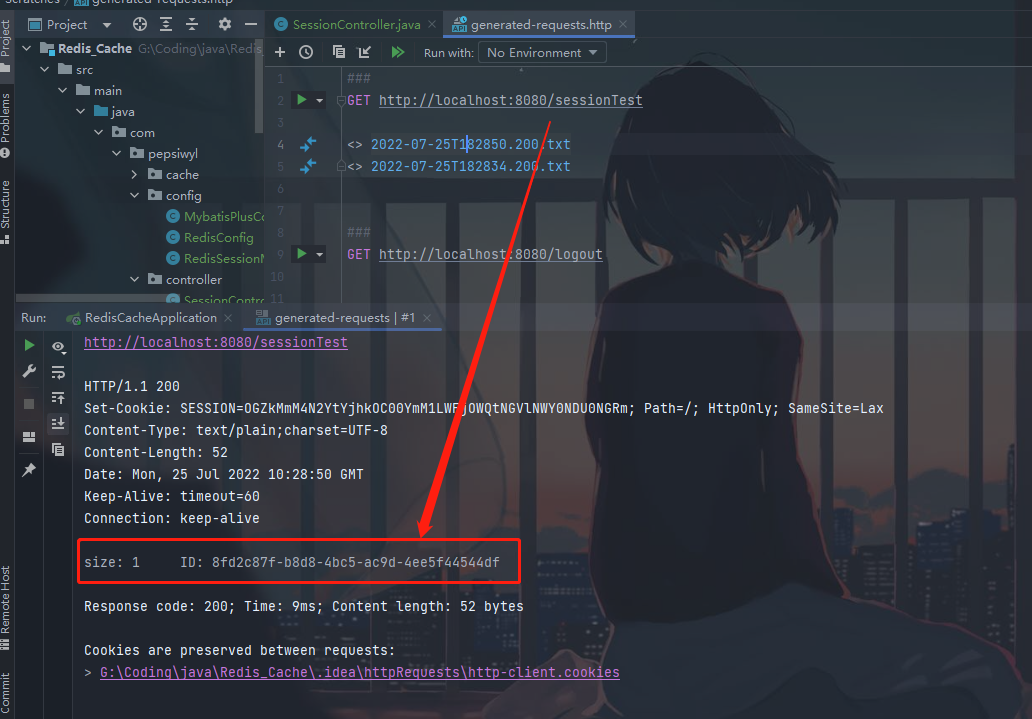 Scratches generated-requests.http
Project
SessionController.java
generated-requests.http
Run with: No Environment
Redis_Cache G:\Coding\java\Redis
src
main
java
com
pepsiwyl
cache
config
MybatisPlusCo
RedisConfig
RedisSession
controller
SessionContro
1 ###
2 GET http://localhost:8080/sessionTest
3
4 <> 2022-07-25T182850.200.txt
5 <> 2022-07-25T182834.200.txt
6
7
8 ###
9 GET http://localhost:8080/logout
10
11
Run: RedisCacheApplication generated-requests | #1
http://localhost:8080/sessionTest
HTTP/1.1 200
Set-Cookie: Path=/; HttpOnly; SameSite=Lax
Content-Type: text/plain;charset=UTF-8
Content-Length: 52
Date: Mon, 25 Jul 2022 10:28:50 GMT
Keep-Alive: timeout=60
Connection: keep-alive
size: 1 ID: 8fd2c87f-b8d8-4bc5-ac9d-4ee5f44544df
Response code: 200; Time: 9ms; Content length: 52 bytes
Cookies are preserved between requests:
> G:\Coding\java\Redis_Cache\.idea\httpRequests\http-client.cookies
Project
Problems
Structure
Remote Host
Commit